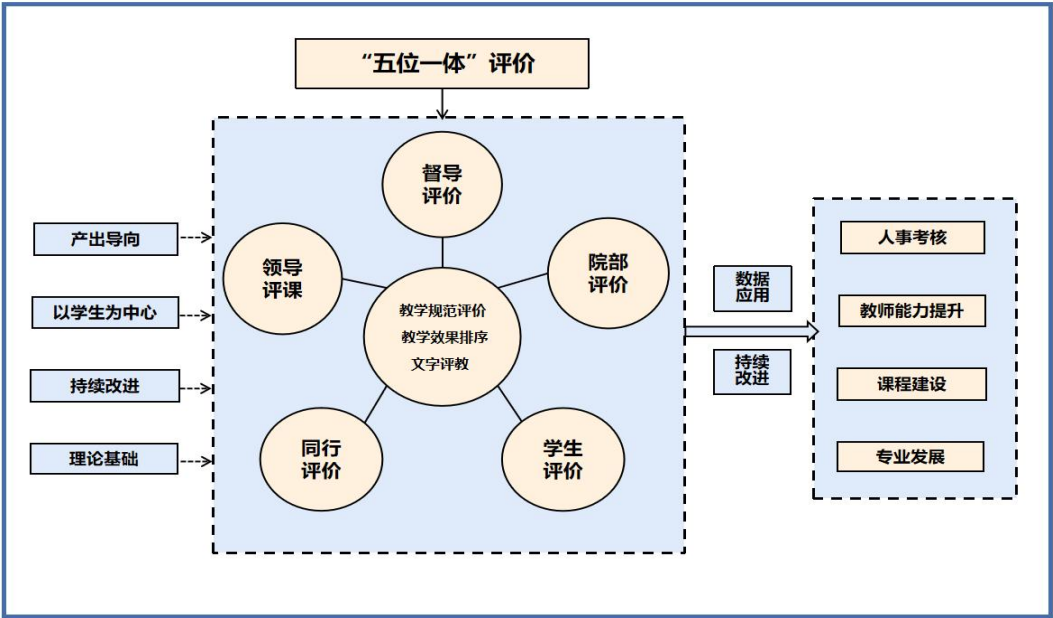 “五位一体”评价
督导
评价
领导
评课
院部
评价
教学规范评价
教学效果排序
文字评教
同行
评价
学生
评价
产出导向
以学生为中心
持续改进
理论基础
数据
应用
持续
改进
人事考核
教师能力提升
课程建设
专业发展